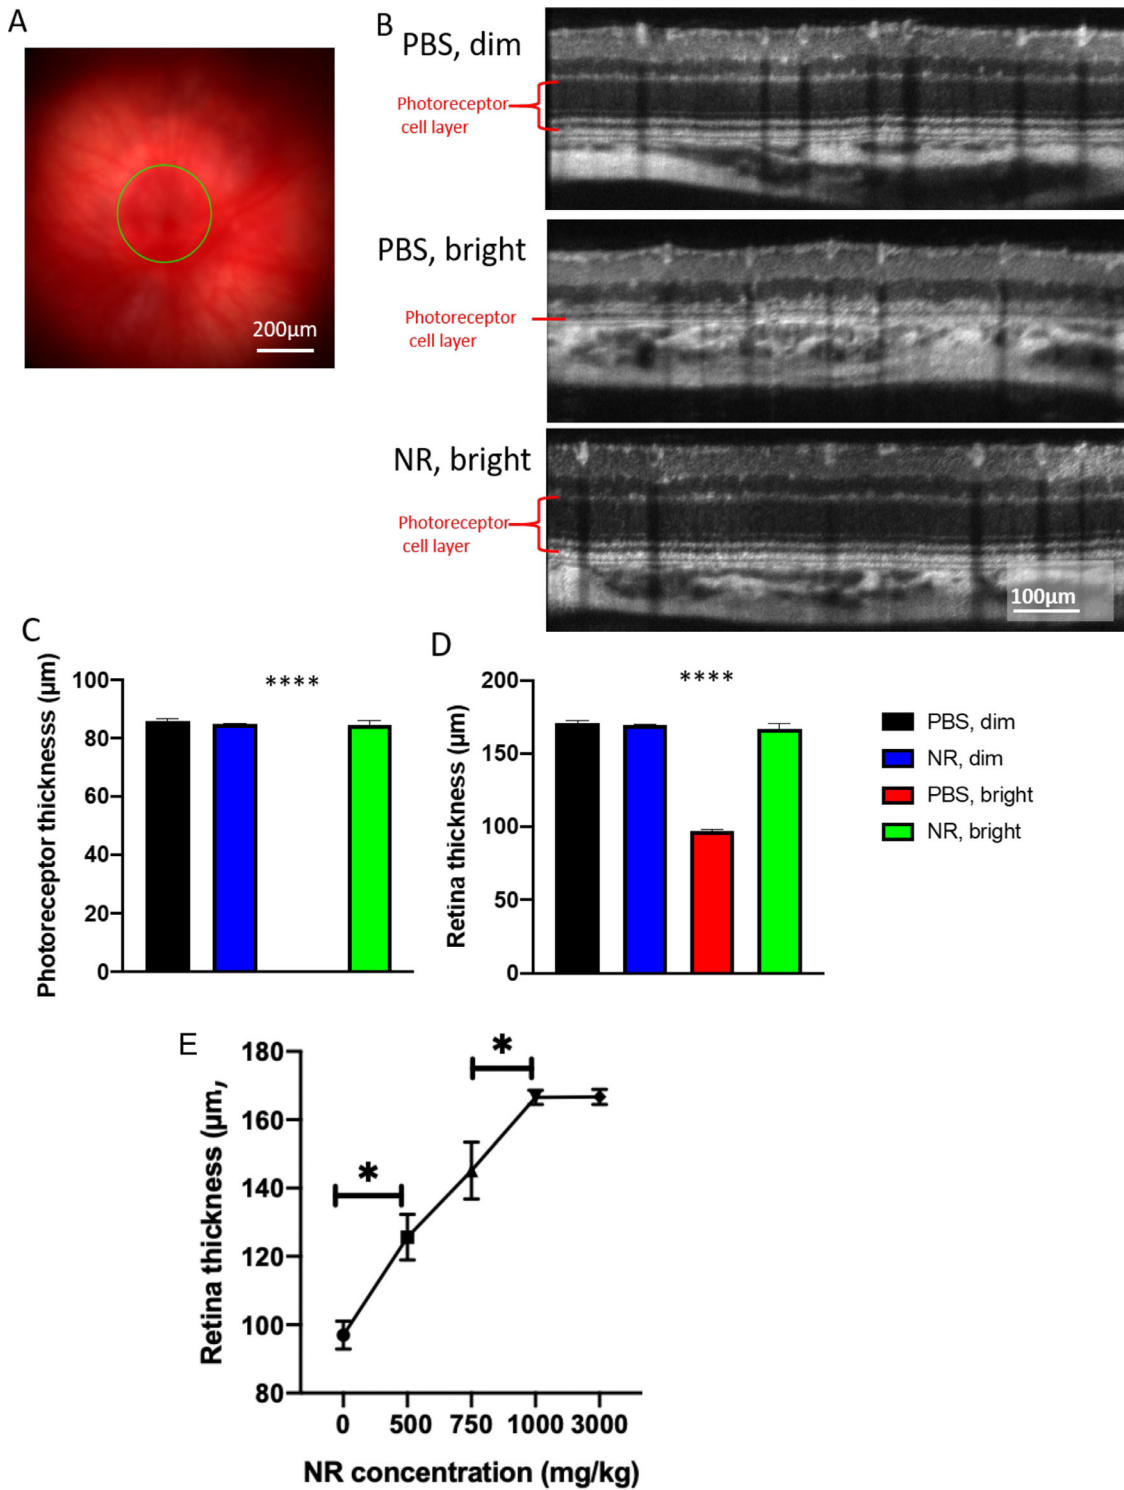 A
200µm
B
PBS, dim
Photoreceptor
cell layer
PBS, bright
Photoreceptor
cell layer
NR, bright
Photoreceptor
cell layer
100µm
C
Photoreceptor thicknesss (µm)
100
80
60
40
20
0
****
D
Retina thickness (µm)
200
150
100
50
0
****
PBS, dim
NR, dim
PBS, bright
NR, bright
E
Retina thickness (µm,
180
160
140
120
100
80
*
*
0 500 750 1000 3000
NR concentration (mg/kg)